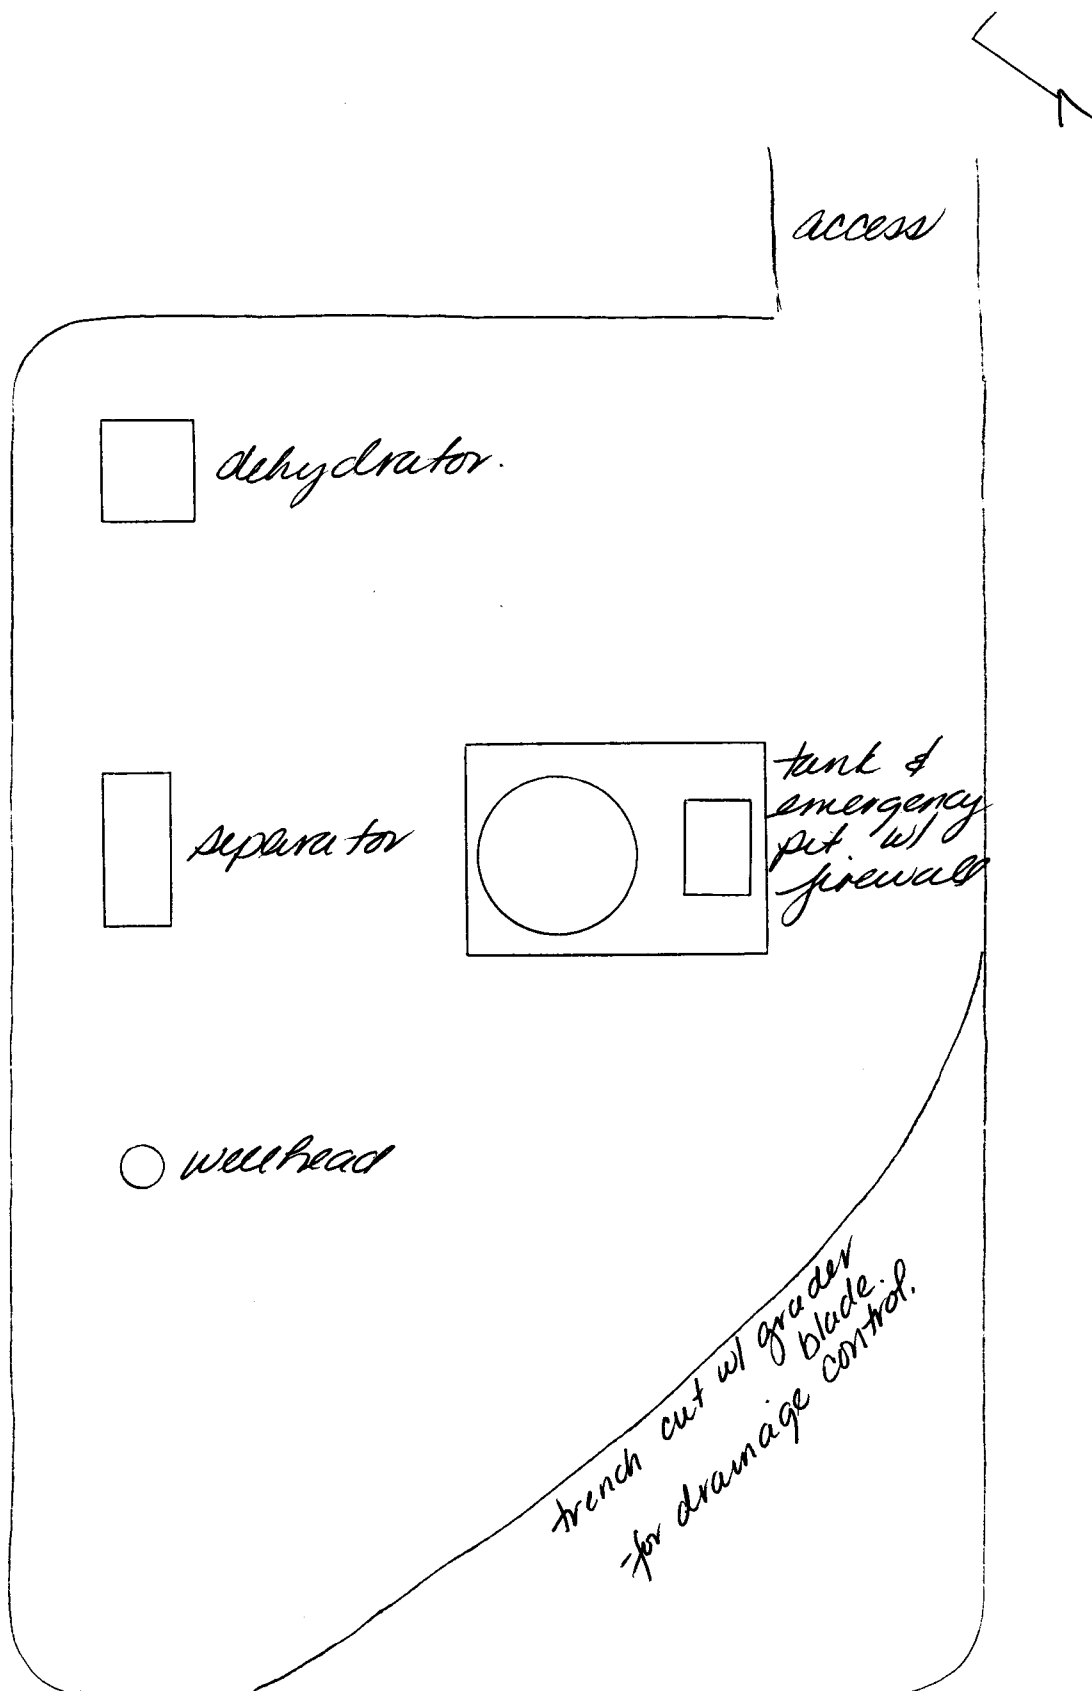 access
dehydrator.
tank &
emergency
pit w/
firewall
separator
wellhead
trench cut w/ grader
blade.
for drainage control.